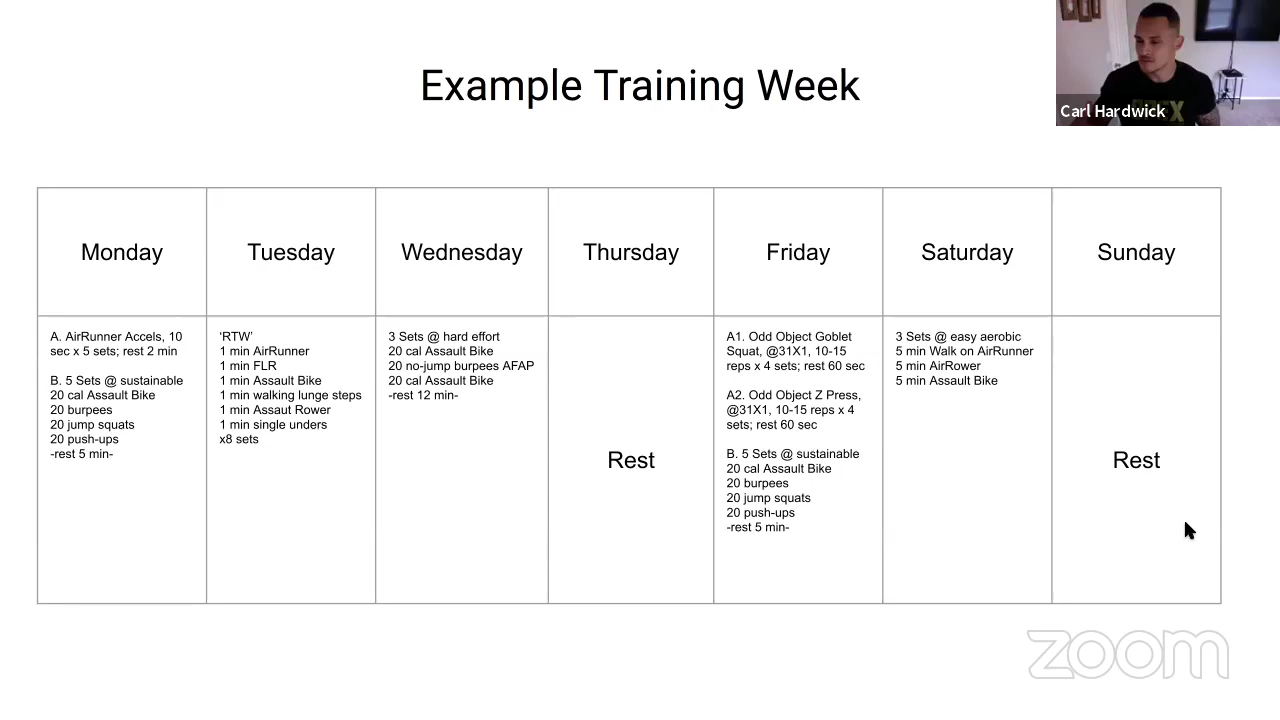 Example Training Week
Carl Hardwick
Monday
Tuesday
Wednesday
Thursday
Friday
Saturday
Sunday
A. AirRunner Accels, 10
sec x 5 sets; rest 2 min
B. 5 Sets @ sustainable
20 cal Assault Bike
20 burpees
20 jump squats
20 push-ups
-rest 5 min-
‘RTW’
1 min AirRunner
1 min FLR
1 min Assault Bike
1 min walking lunge steps
1 min Assaut Rower
1 min single unders
x8 sets
3 Sets @ hard effort
20 cal Assault Bike
20 no-jump burpees AFAP
20 cal Assault Bike
-rest 12 min-
Rest
A1. Odd Object Goblet
Squat, @31X1, 10-15
reps x 4 sets; rest 60 sec
A2. Odd Object Z Press,
@31X1, 10-15 reps x 4
sets; rest 60 sec
B. 5 Sets @ sustainable
20 cal Assault Bike
20 burpees
20 jump squats
20 push-ups
-rest 5 min-
3 Sets @ easy aerobic
5 min Walk on AirRunner
5 min AirRower
5 min Assault Bike
Rest
zoom